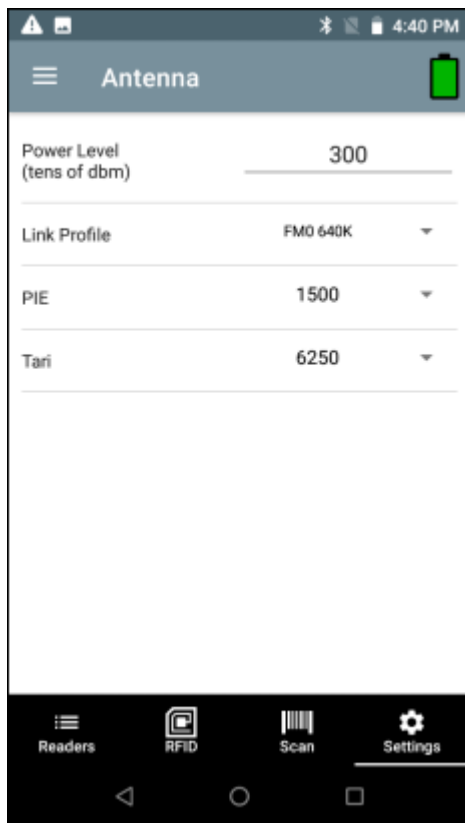 4:40 PM
Antenna
Power Level
(tens of dbm)
300
Link Profile
FM0 640K
PIE
1500
Tari
6250
Readers
RFID
Scan
Settings